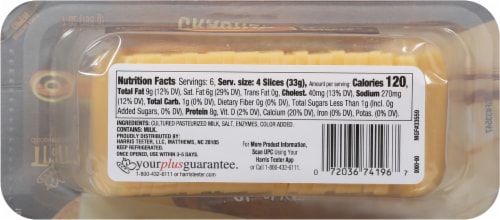 Nutrition Facts Servings: 6, Serv. size: 4 Slices (33g), Amount per serving: Calories 120,
Total Fat 9g (12% DV), Sat. Fat 6g (29% DV), Trans Fat 0g, Cholest. 40mg (13% DV), Sodium 270mg
(12% DV), Total Carb. 1g (0% DV), Dietary Fiber 0g (0% DV), Total Sugars Less Than 1g (Incl. 0g
Added Sugars, 0% DV), Protein 8g, Vit. D (2% DV), Calcium (20% DV), Iron (0% DV), Potas. (0% DV).
INGREDIENTS: CULTURED PASTEURIZED MILK, SALT, ENZYMES, COLOR ADDED.
CONTAINS: MILK.
PROUDLY DISTRIBUTED BY:
HARRIS TEETER, LLC, MATTHEWS, NC 28105
KEEP REFRIGERATED.
ONCE OPENED, USE WITHIN 3-5 DAYS.
yourplusguarantee.
1-800-432-6111 or harristeeter.com
For More Product Information,
Scan UPC Using Your
Harris Teeter App
or Call 1-800-432-6111.
0 72036 74196 7